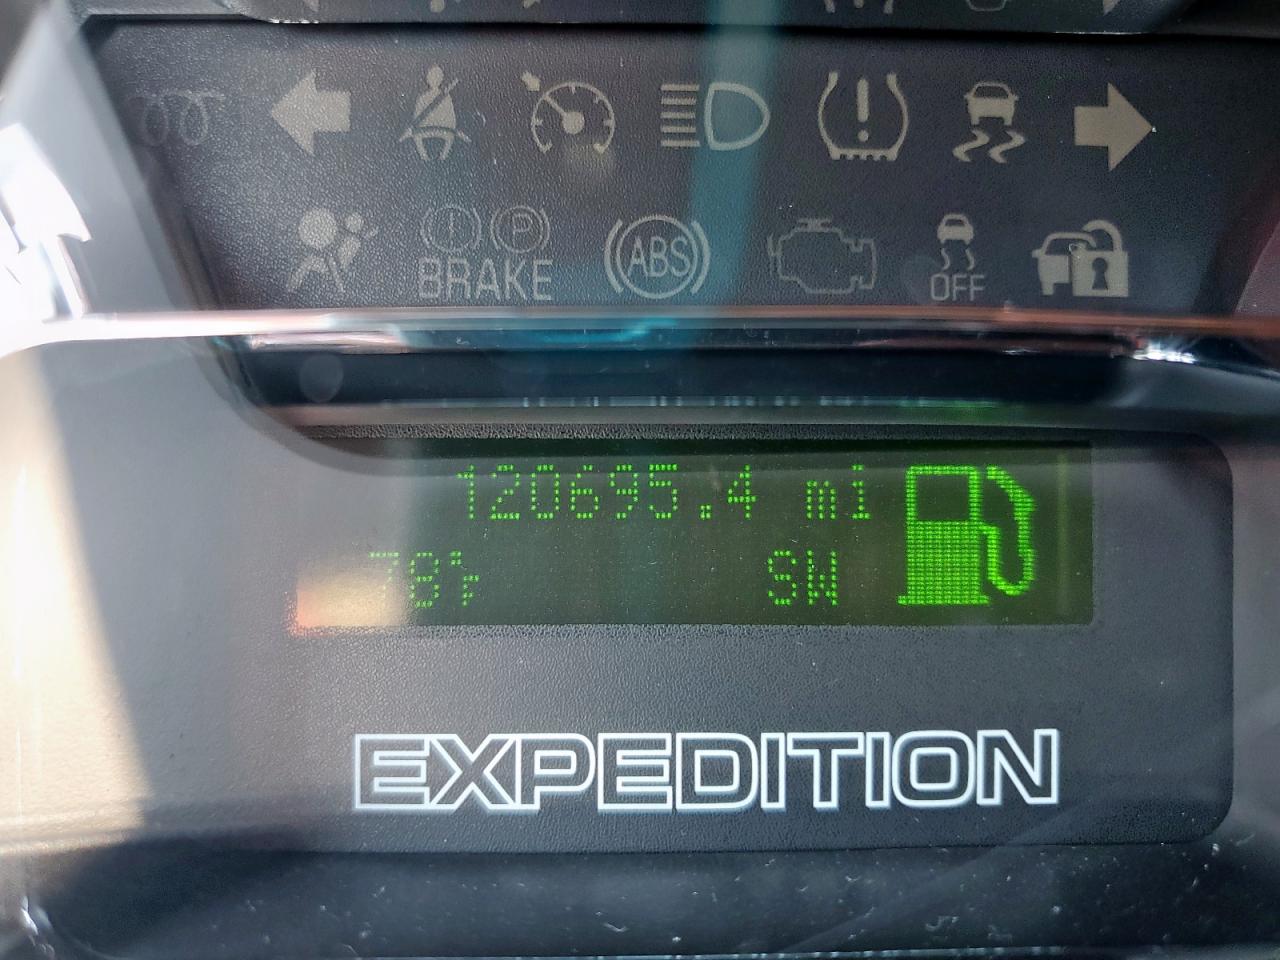 BRAKE
ABS
OFF
120695.4 mi
78°F SW
EXPEDITION